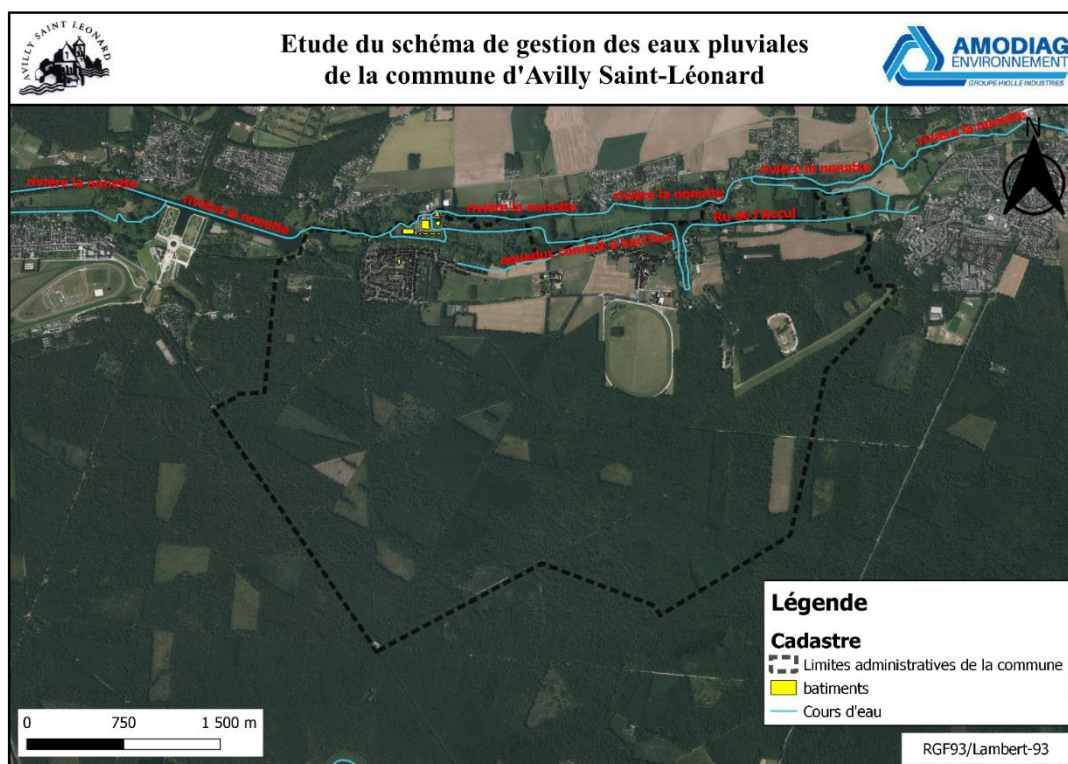 AVILLY SAINT LEONARD
Etude du schéma de gestion des eaux pluviales
de la commune d'Avilly Saint-Léonard
AMODIAG
ENVIRONNEMENT
GROUPE HIOLLE INDUSTRIES
N
rivière la nonette
rivière la nonette
rivière la nonette
rivière la nonette
rivière la nonette
rivière la nonette
Ru de l'Accul
aqueduc conduit a bacchus
Légende
Cadastre
Limites administratives de la commune
batiments
Cours d'eau
0 750 1 500 m
RGF93/Lambert-93